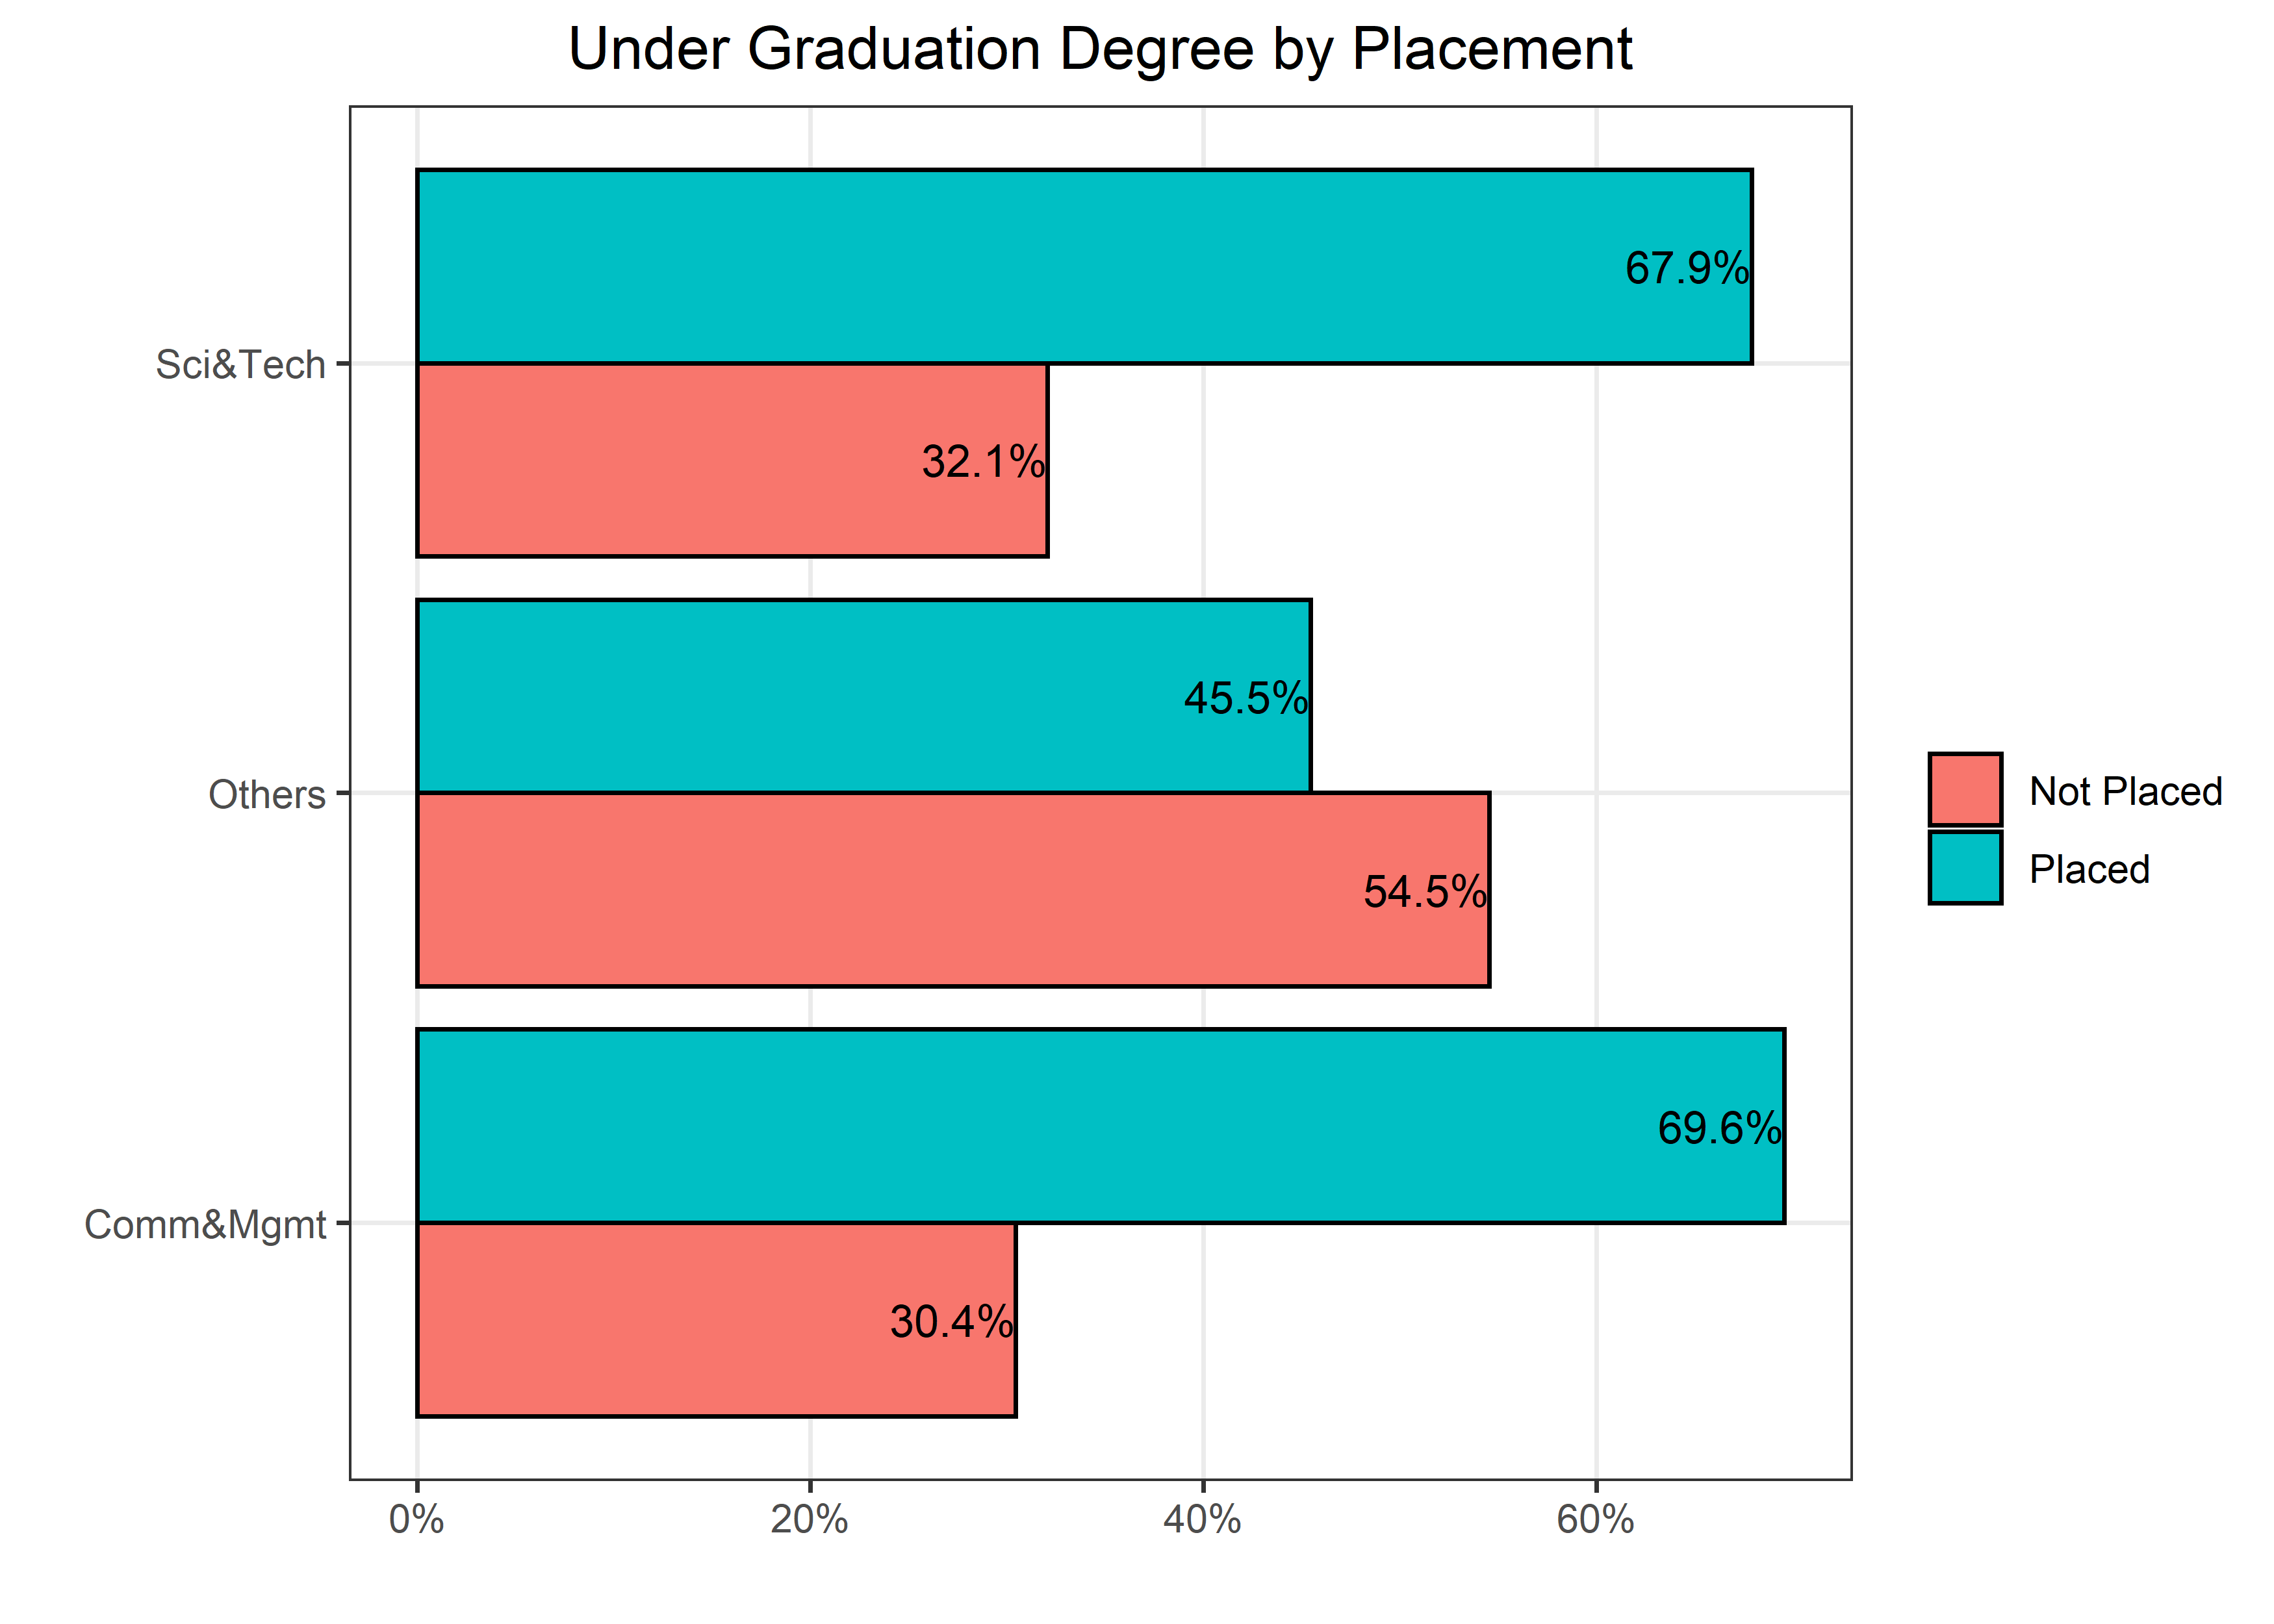 Under Graduation Degree by Placement
67.9%
Sci&Tech
32.1%
45.5%
Others
54.5%
69.6%
Comm&Mgmt
30.4%
0% 20% 40% 60%
Not Placed
Placed